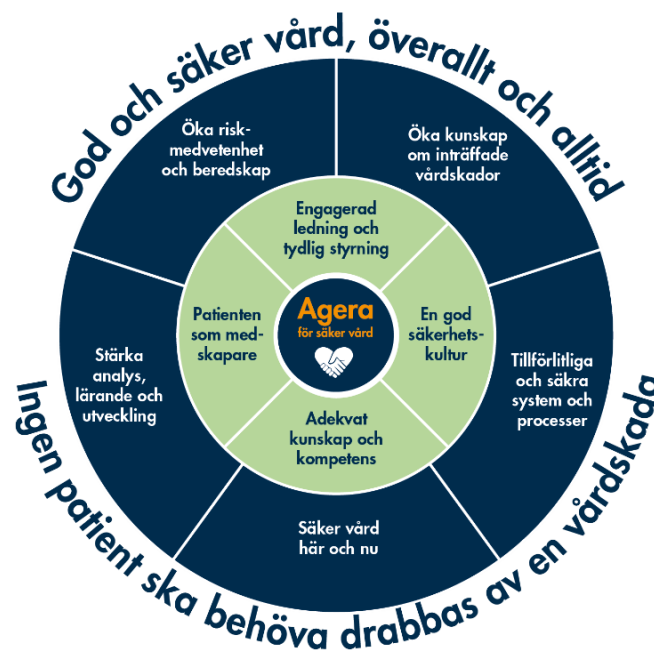 God och säker vård, överallt och alltid
Öka risk-
medvetenhet
och beredskap
Öka kunskap
om inträffade
vårdskador
Engagerad
ledning och
tydlig styrning
Patienten
som med-
skapare
Agera
för säker vård
En god
säkerhets-
kultur
Stärka
analys,
lärande och
utveckling
Tillförlitliga
och säkra
system och
processer
Adekvat
kunskap och
kompetens
Säker vård
här och nu
Ingen patient ska behöva drabbas av en vårdskada